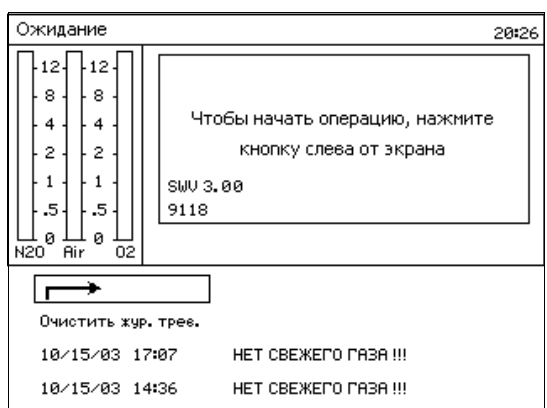 Ожидание 20:26
12 12
8 8
4 4
2 2
1 1
.5 .5
0 0
N2O Air O2
Чтобы начать операцию, нажмите
кнопку слева от экрана
SWV 3.00
9118
Очистить жур. трев.
10/15/03 17:07 НЕТ СВЕЖЕГО ГАЗА !!!
10/15/03 14:36 НЕТ СВЕЖЕГО ГАЗА !!!